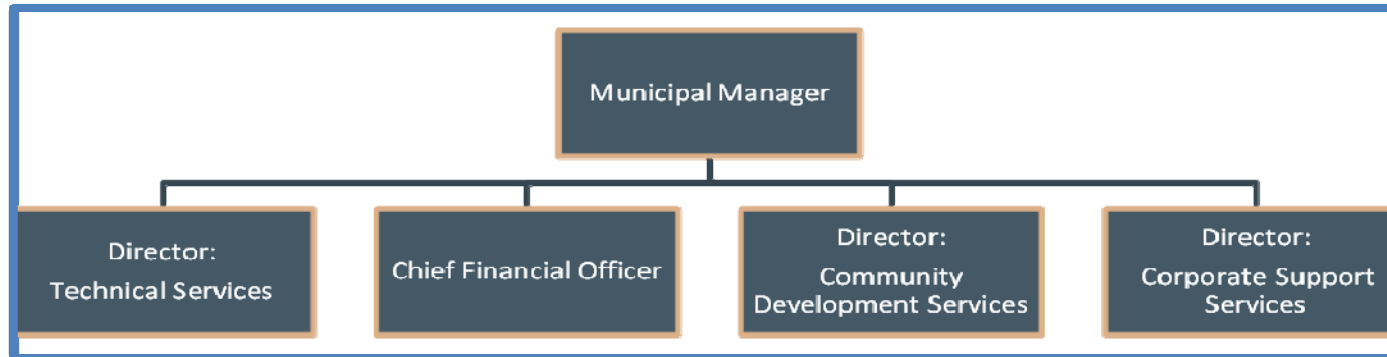 Municipal Manager
Director:
Technical Services
Chief Financial Officer
Director:
Community
Development Services
Director:
Corporate Support
Services